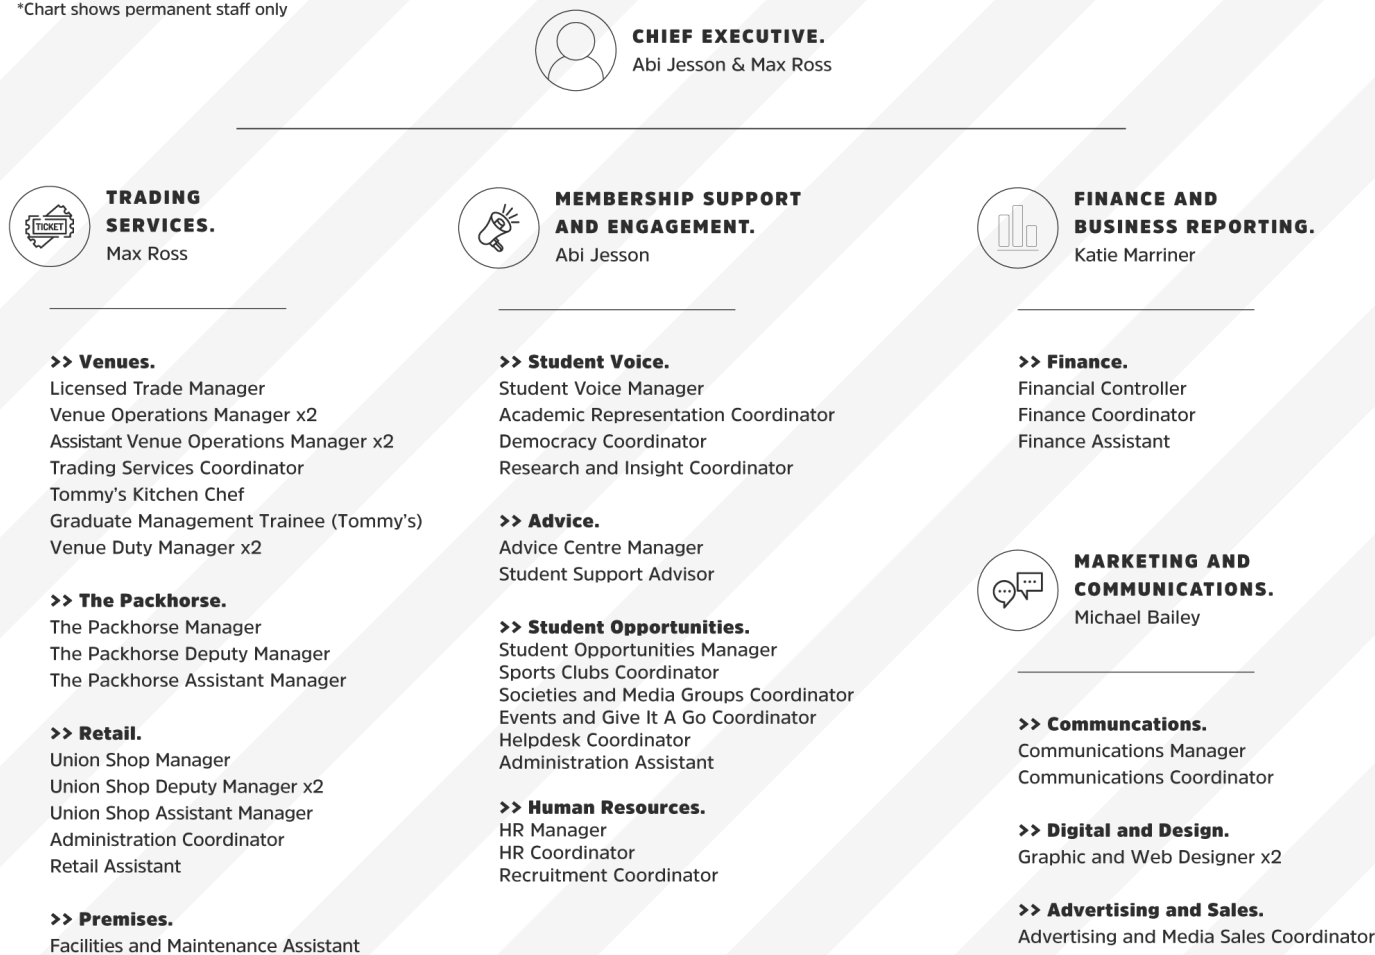 *Chart shows permanent staff only
CHIEF EXECUTIVE.
Abi Jesson & Max Ross
TRADING
SERVICES.
Max Ross
TICKET
>> Venues.
Licensed Trade Manager
Venue Operations Manager x2
Assistant Venue Operations Manager x2
Trading Services Coordinator
Tommy's Kitchen Chef
Graduate Management Trainee (Tommy's)
Venue Duty Manager x2
>> The Packhorse.
The Packhorse Manager
The Packhorse Deputy Manager
The Packhorse Assistant Manager
>> Retail.
Union Shop Manager
Union Shop Deputy Manager x2
Union Shop Assistant Manager
Administration Coordinator
Retail Assistant
>> Premises.
Facilities and Maintenance Assistant
MEMBERSHIP SUPPORT
AND ENGAGEMENT.
Abi Jesson
>> Student Voice.
Student Voice Manager
Academic Representation Coordinator
Democracy Coordinator
Research and Insight Coordinator
>> Advice.
Advice Centre Manager
Student Support Advisor
>> Student Opportunities.
Student Opportunities Manager
Sports Clubs Coordinator
Societies and Media Groups Coordinator
Events and Give It A Go Coordinator
Helpdesk Coordinator
Administration Assistant
>> Human Resources.
HR Manager
HR Coordinator
Recruitment Coordinator
FINANCE AND
BUSINESS REPORTING.
Katie Marriner
>> Finance.
Financial Controller
Finance Coordinator
Finance Assistant
MARKETING AND
COMMUNICATIONS.
Michael Bailey
>> Communcations.
Communications Manager
Communications Coordinator
>> Digital and Design.
Graphic and Web Designer x2
>> Advertising and Sales.
Advertising and Media Sales Coordinator